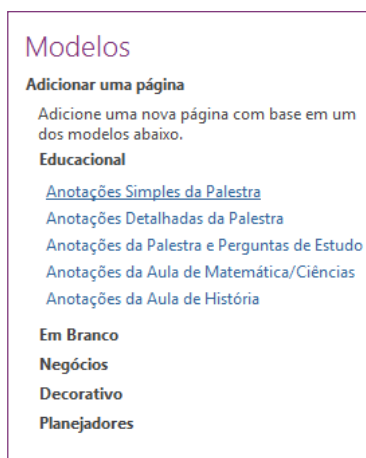 Modelos
Adicionar uma página
Adicione uma nova página com base em um
dos modelos abaixo.
Educacional
Anotações Simples da Palestra
Anotações Detalhadas da Palestra
Anotações da Palestra e Perguntas de Estudo
Anotações da Aula de Matemática/Ciências
Anotações da Aula de História
Em Branco
Negócios
Decorativo
Planejadores